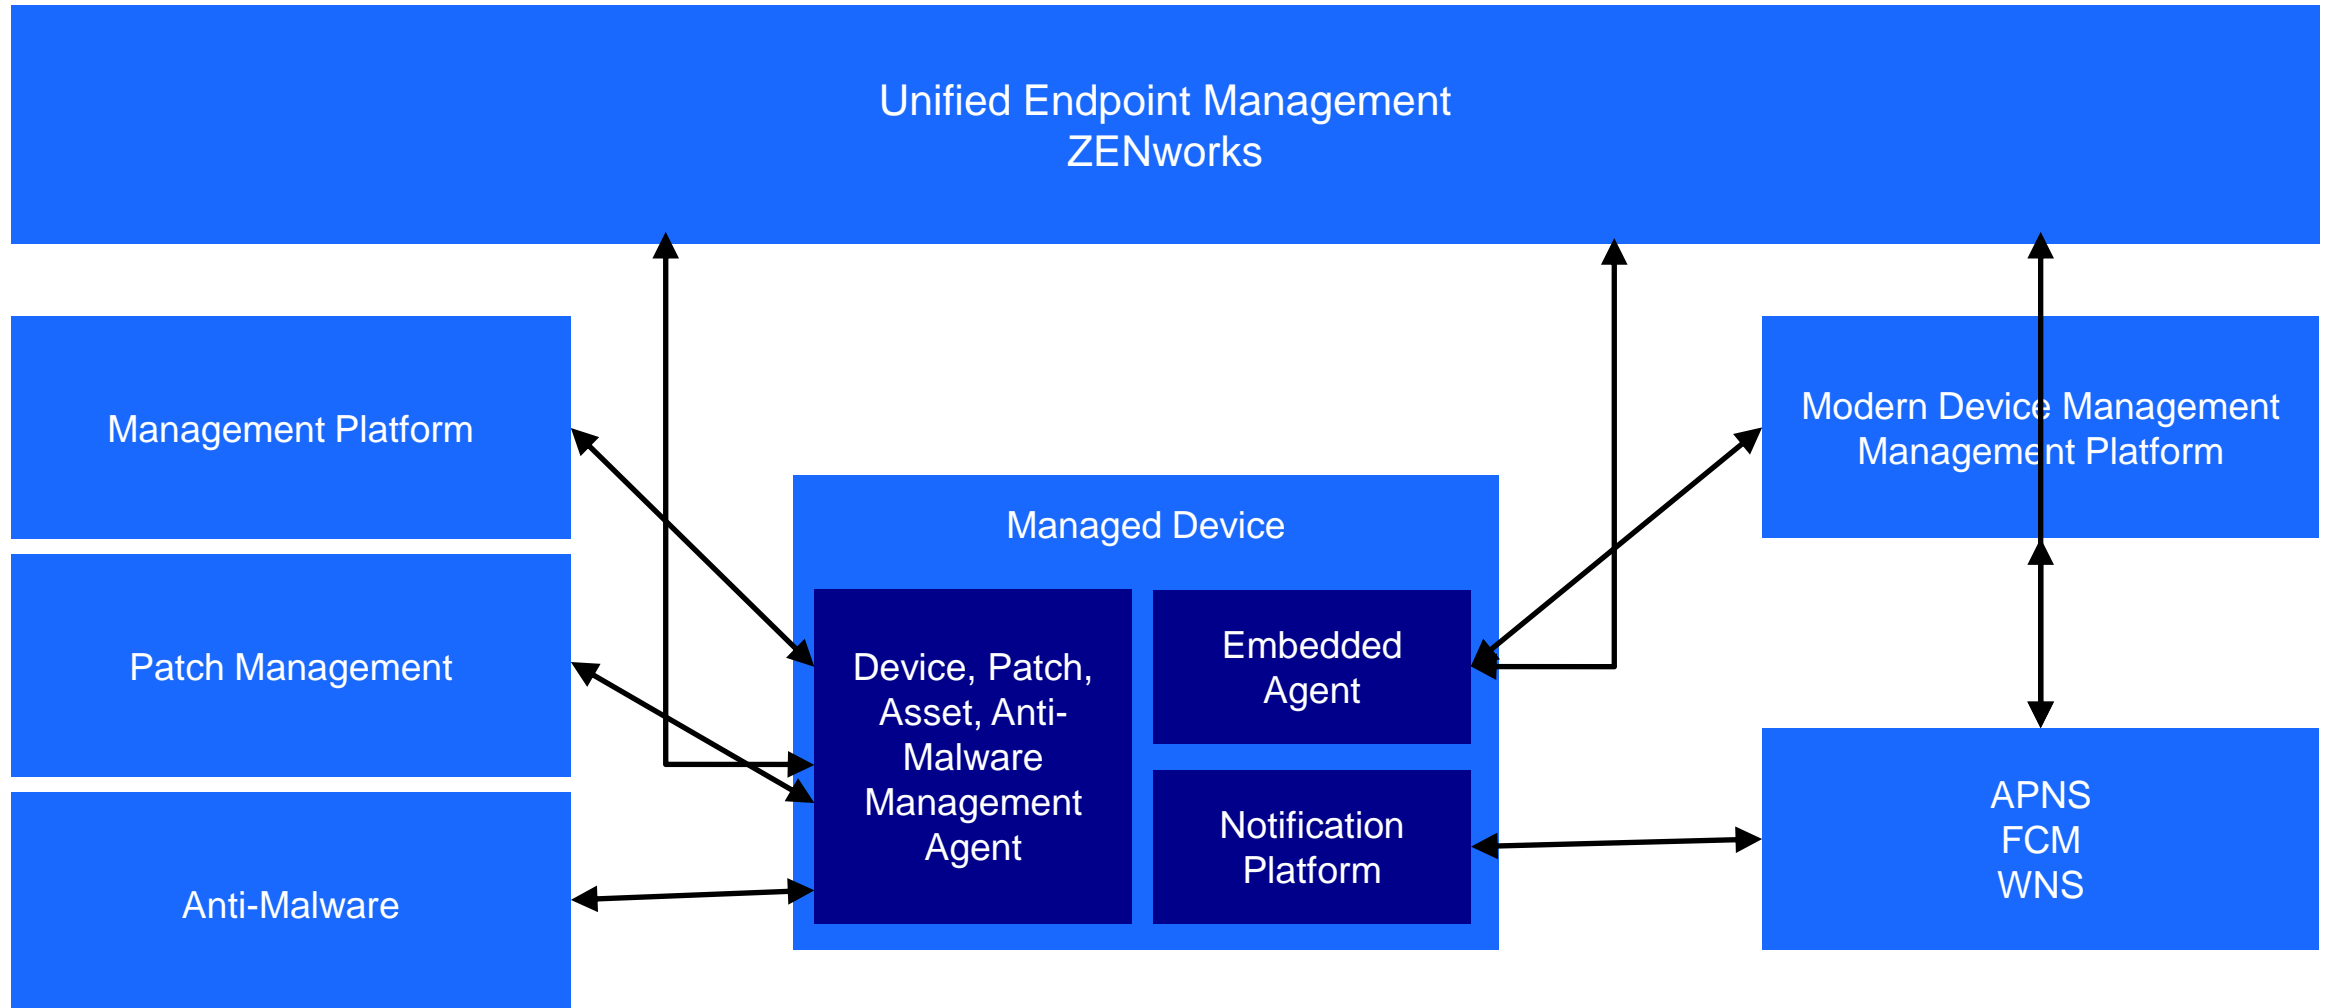 Unified Endpoint Management
ZENworks
Management Platform
Modern Device Management
Management Platform
Managed Device
Patch Management
Device, Patch,
Asset, Anti-
Malware
Management
Agent
Embedded
Agent
Notification
Platform
Anti-Malware
APNS
FCM
WNS